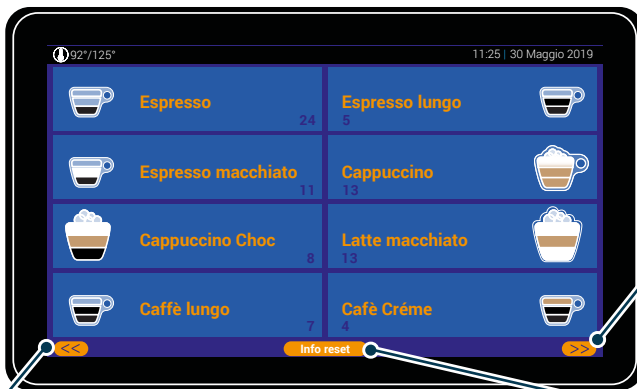 92°/125°
11:25 | 30 Maggio 2019
Espresso
24
Espresso lungo
5
Espresso macchiato
11
Cappuccino
13
Cappuccino Choc
8
Latte macchiato
13
Caffè lungo
7
Cafè Créme
4
<<
Info reset
>>